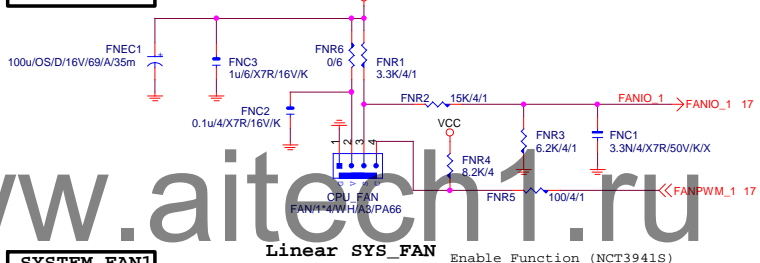 FNEC1
100u/OS/D/16V/69/A/35m
FNC3
1u/6/X7R/16V/K
FNR6
0/6
FNR1
3.3K/4/1
FNC2
0.1u/4/X7R/16V/K
FNR2 15K/4/1
FANIO_1
FANIO_1 17
VCC
FNR3
6.2K/4/1
FNC1
3.3N/4/X7R/50V/K/X
FNR4
8.2K/4
1
2
3
4
CPU_FAN
FAN/1*4/WH/A3/PA66
FNR5
100/4/1
FANPWM_1 17
w.aitech1.ru
Linear SYS_FAN
Enable Function (NCT3941S)
SYSTEM FAN1